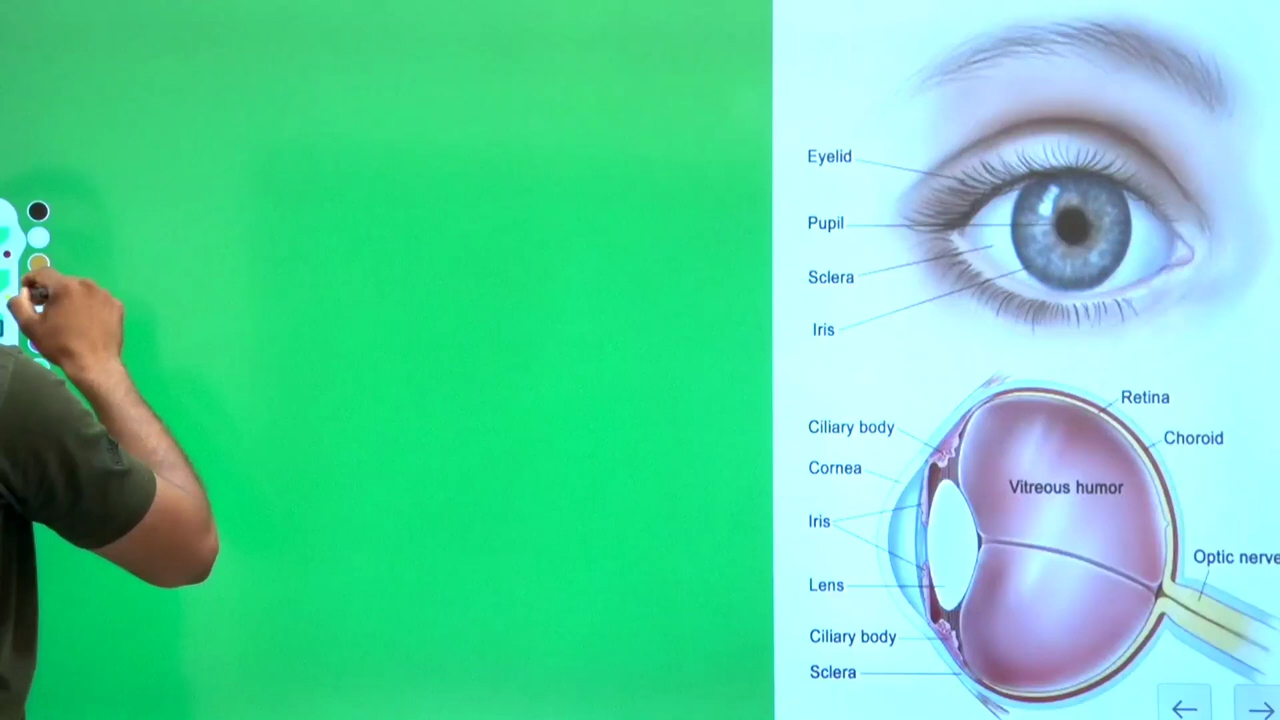 Eyelid
Pupil
Sclera
Iris
Retina
Ciliary body
Choroid
Cornea
Vitreous humor
Iris
Optic nerve
Lens
Ciliary body
Sclera